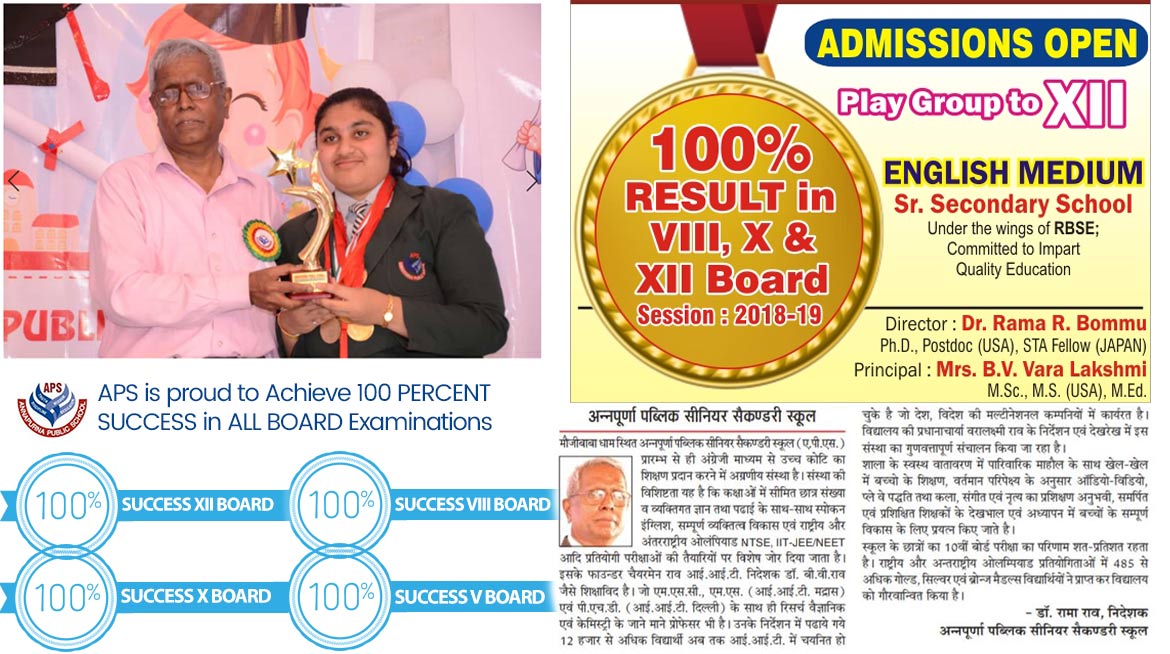 PUBLI
APS
ANNAPURNA PUBLIC SCHOOL
APS is proud to Achieve 100 PERCENT
SUCCESS in ALL BOARD Examinations
100% SUCCESS XII BOARD
100% SUCCESS VIII BOARD
100% SUCCESS X BOARD
100% SUCCESS V BOARD
ADMISSIONS OPEN
Play Group to XII
100%
RESULT in
VIII, X &
XII Board
Session : 2018-19
ENGLISH MEDIUM
Sr. Secondary School
Under the wings of RBSE;
Committed to Impart
Quality Education
Director : Dr. Rama R. Bommu
Ph.D., Postdoc (USA), STA Fellow (JAPAN)
Principal : Mrs. B.V. Vara Lakshmi
M.Sc., M.S. (USA), M.Ed.
अन्नपूर्णा पब्लिक सीनियर सैकण्डरी स्कूल
मौजीबाबा धाम स्थित अन्नपूर्णा पब्लिक सीनियर सैकण्डरी स्कूल (ए.पी.एस.)
प्रारम्भ से ही अंग्रेजी माध्यम से उच्च कोटि का
शिक्षण प्रदान करने में अग्रणीय संस्था है। संस्था की
विशिष्टता यह है कि कक्षाओं में सीमित छात्र संख्या
व व्यक्तिगत ज्ञान तथा पढाई के साथ-साथ स्पोकन
इंग्लिश, सम्पूर्ण व्यक्तित्व विकास एवं राष्ट्रीय और
अंतरराष्ट्रीय ओलंपियाड NTSE, IIT-JEE/NEET
आदि प्रतियोगी परीक्षाओं की तैयारियों पर विशेष जोर दिया जाता है।
इसके फाउन्डर चैयरमेन राव आई.आई.टी. निदेशक डॉ. बी.वी.राव
जैसे शिक्षाविद है। जो एम.एस.सी., एम.एस. (आई.आई.टी. मद्रास)
एवं पी.एच.डी. (आई.आई.टी. दिल्ली) के साथ ही रिसर्च वैज्ञानिक
एवं केमिस्ट्री के जाने माने प्रोफेसर भी है। उनके निर्देशन में पढाये गये
12 हजार से अधिक विद्यार्थी अब तक आई.आई.टी. में चयनित हो
चुके है जो देश, विदेश की मल्टीनेशनल कम्पनियों में कार्यरत है।
विद्यालय की प्रधानाचार्या वरालक्ष्मी राव के निर्देशन एवं देखरेख में इस
संस्था का गुणवत्तापूर्ण संचालन किया जा रहा है।
शाला के स्वस्थ वातावरण में पारिवारिक माहौल के साथ खेल-खेल
में बच्चों के शिक्षण, वर्तमान परिपेक्ष्य के अनुसार ऑडियो-विडियो,
प्ले वे पद्धति तथा कला, संगीत एवं नृत्य का प्रशिक्षण अनुभवी, समर्पित
एवं प्रशिक्षित शिक्षकों के देखभाल एवं अध्यापन में बच्चों के सम्पूर्ण
विकास के लिए प्रयत्न किए जाते है।
स्कूल के छात्रों का 10वीं बोर्ड परीक्षा का परिणाम शत-प्रतिशत रहता
है। राष्ट्रीय और अन्तराष्ट्रीय ओलम्पियाड प्रतियोगिताओं में 485 से
अधिक गोल्ड, सिल्वर एवं ब्रोन्ज मैडल्स विद्यार्थियों ने प्राप्त कर विद्यालय
को गौरवान्वित किया है।
- डॉ. रामा राव, निदेशक
अन्नपूर्णा पब्लिक सीनियर सैकण्डरी स्कूल